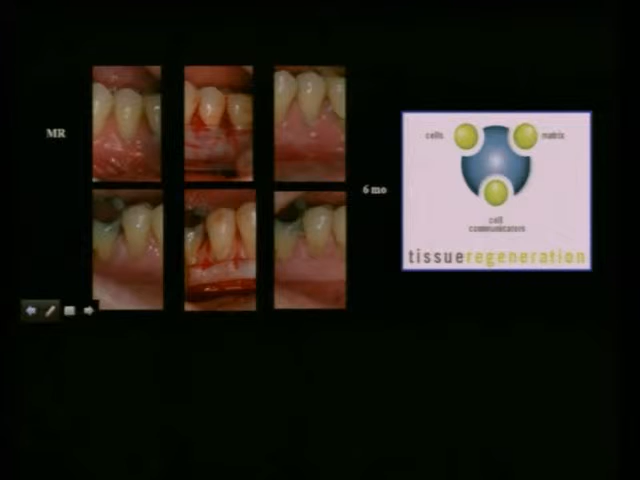 MR
6 mo
cells
matrix
cell
communicators
tissueregeneration